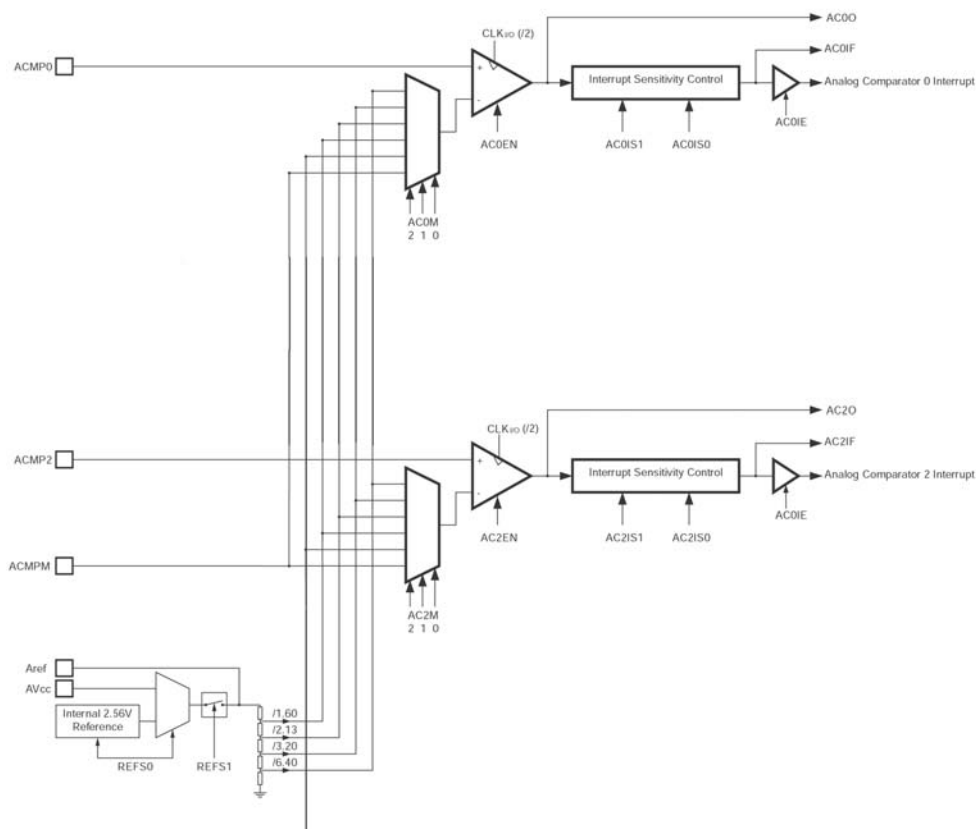 AC0O
CLKI/O (/2)
AC0IF
ACMP0
+
Interrupt Sensitivity Control
Analog Comparator 0 Interrupt
-
AC0IE
AC0EN
AC0IS1
AC0IS0
AC0M
2 1 0
AC2O
CLKI/O (/2)
AC2IF
ACMP2
+
Interrupt Sensitivity Control
Analog Comparator 2 Interrupt
-
AC0IE
AC2EN
AC2IS1
AC2IS0
ACMPM
AC2M
2 1 0
Aref
AVcc
Internal 2.56V
Reference
/1.60
/2.13
/3.20
/6.40
REFS0
REFS1